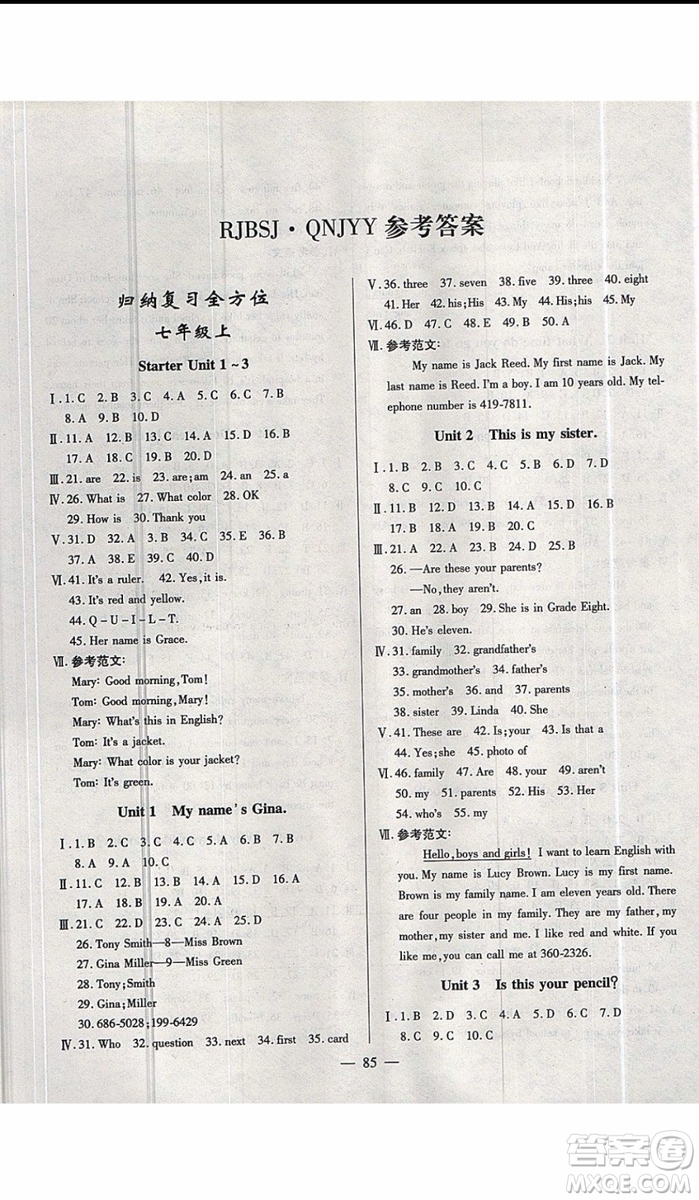 RJBSJ·QNJYY 参考答案
归纳复习全方位
七年级上
Starter Unit 1~3
Ⅰ.1.C 2.B 3.C 4.A 5.A 6.C 7.B
8.A 9.B 10.D
Ⅱ.11.A 12.B 13.C 14.A 15.C 16.B
17.A 18.B 19.A 20.D
Ⅲ.21.are 22.is 23.are;am 24.an 25.a
Ⅳ.26.What is 27.What color 28.OK
29.How is 30.Thank you
Ⅴ.31.D 32.A 3.B 34.A 35.B 36.B
37.A 38.E 39.C 40.D
Ⅵ.41.It's a ruler. 42.Yes,it is.
43.It's red and yellow.
44.Q-U-I-L-T.
45.Her name is Grace.
Ⅶ.参考范文:
Mary: Good morning,Tom!
Tom: Good morning,Mary!
Mary: What's this in English?
Tom: It's a jacket.
Mary: What color is your jacket?
Tom: It's green.
Unit 1 My name's Gina.
Ⅰ.1.B 2.C 3.C 4.A 5.D 6.D 7.B
8.C 9.A 10.C
Ⅱ.11.C 12.D 13.B 14.B 15.A 16.C
17.A 18.B 19.A 20.D
Ⅲ.21.C 22.D 23.C 24.A 25.D
26.Tony Smith—8—Miss Brown
27.Gina Miller—9—Miss Green
28.Tony;Smith
29.Gina;Miller
30.686-5028;199-6429
Ⅳ.31.Who 32.question 33.next 34.first 35.card
Ⅴ.36.three 37.seven 38.five 39.three 40.eight
41.Her 42.his;His 43.My 44.His 45.My
Ⅵ.46.D 47.C 48.E 49.B 50.A
Ⅶ.参考范文:
My name is Jack Reed. My first name is Jack. My
last name is Reed. I'm a boy. I am 10 years old. My tel-
ephone number is 419-7811.
Unit 2 This is my sister.
Ⅰ.1.B 2.D 3.A 4.C 5.B 6.D 7.D
8.C 9.C 10.B
Ⅱ.11.B 12.D 13.D 14.A 15.C 16.C
17.B 18.B 19.D 20.C
Ⅲ.21.A 22.C 23.D 24.D 25.B
26.—Are these your parents?
—No,they aren't.
27.an 28.boy 29.She is in Grade Eight.
30.He's eleven.
Ⅳ.31.family 32.grandfather's
33.grandmother's 34.father's
35.mother's 36.and 37.parents
38.sister 39.Linda 40.She
Ⅴ.41.These are 42.Is;your 43.Is that a
44.Yes;she 45.photo of
Ⅵ.46.family 47.are 48.your 49.are
50.my 51.parents 52.are 53.Her
54.who's 55.my
Ⅶ.参考范文:
Hello,boys and girls! I want to learn English with
you. My name is Lucy Brown. Lucy is my first name.
Brown is my family name. I am eleven years old. There
are four people in my family. They are my father, my
mother,my sister and me. I like red and white. If you
can, you can call me at 360-2326.
Unit 3 Is this your pencil?
Ⅰ.1.B 2.D 3.D 4.C 5.D 6.B 7.D
8.C 9.C 10.C
— 85 —
答案圈
MXQE.COM